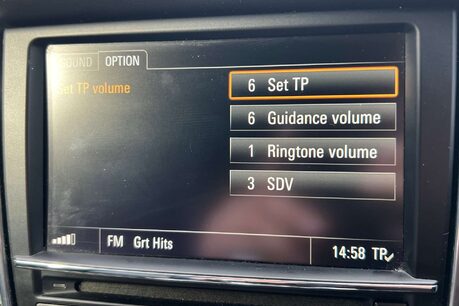 SOUND OPTION
Set TP volume
6 Set TP
6 Guidance volume
1 Ringtone volume
3 SDV
FM Grt Hits
14:58 TP